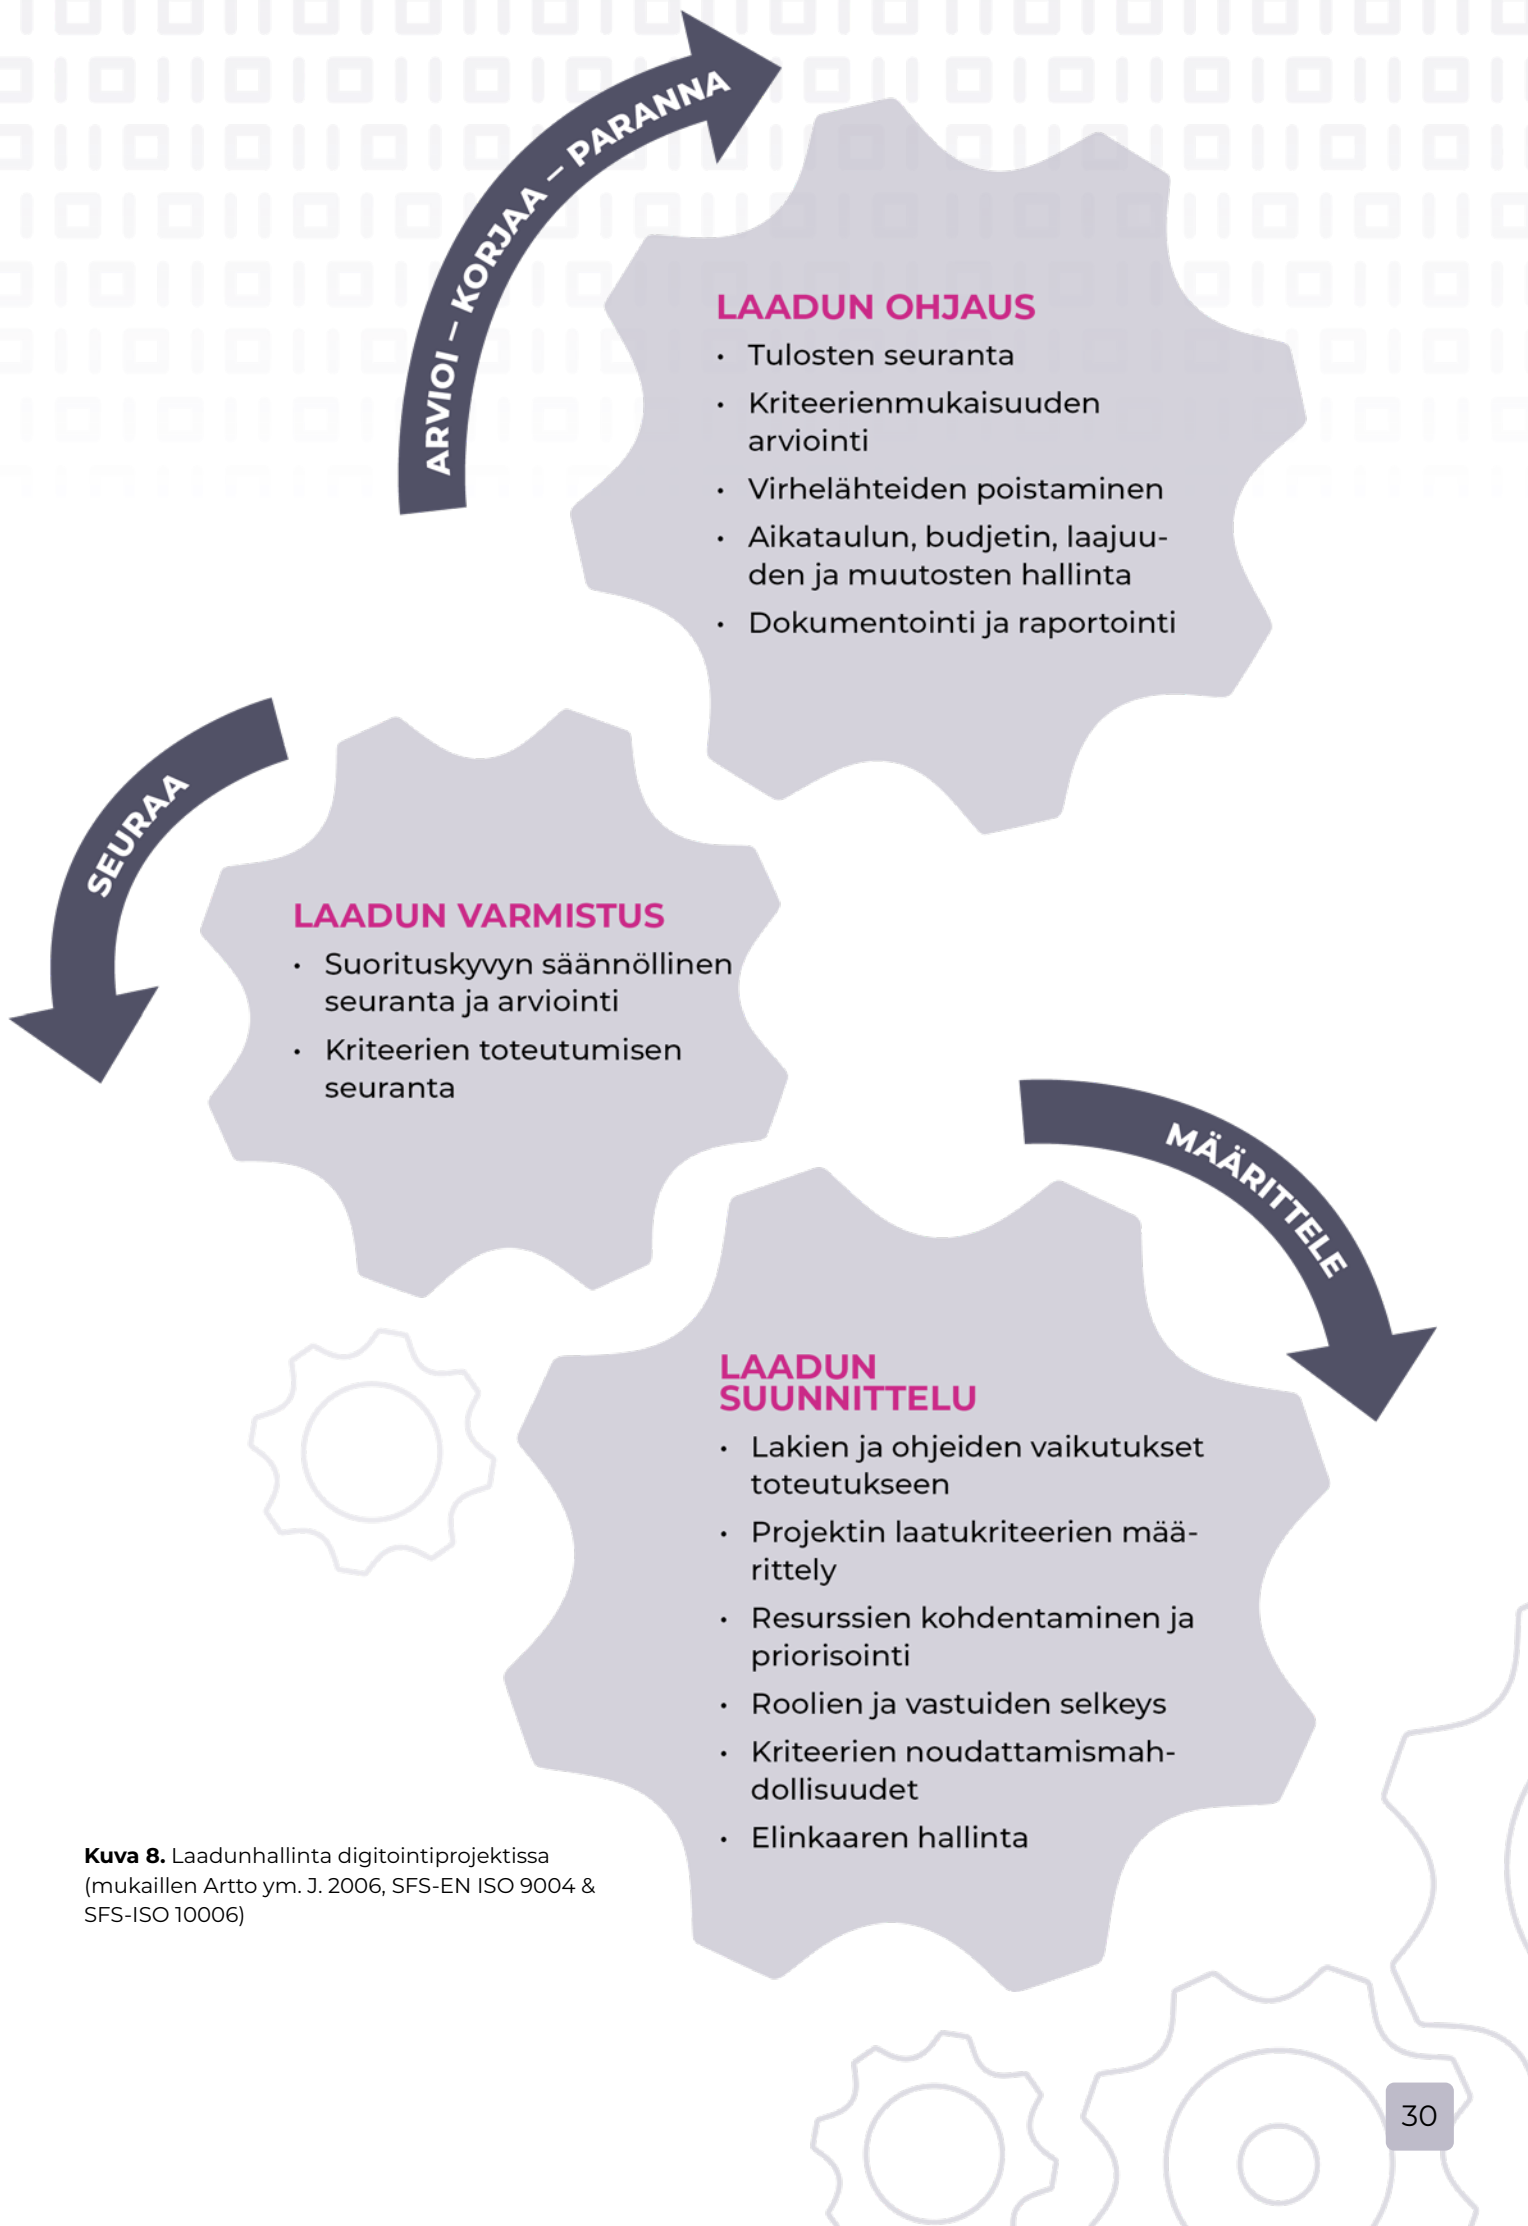 ARVIOI – KORJAA – PARANNA
LAADUN OHJAUS
• Tulosten seuranta
• Kriteerienmukaisuuden
arviointi
• Virhelähteiden poistaminen
• Aikataulun, budjetin, laajuu-
den ja muutosten hallinta
• Dokumentointi ja raportointi
SEURAA
LAADUN VARMISTUS
• Suorituskyvyn säännöllinen
seuranta ja arviointi
• Kriteerien toteutumisen
seuranta
MÄÄRITTELE
LAADUN
SUUNNITTELU
• Lakien ja ohjeiden vaikutukset
toteutukseen
• Projektin laatukriteerien mää-
rittely
• Resurssien kohdentaminen ja
priorisointi
• Roolien ja vastuiden selkeys
• Kriteerien noudattamismah-
dollisuudet
• Elinkaaren hallinta
Kuva 8. Laadunhallinta digitointiprojektissa
(mukaillen Artto ym. J. 2006, SFS-EN ISO 9004 &
SFS-ISO 10006)
30